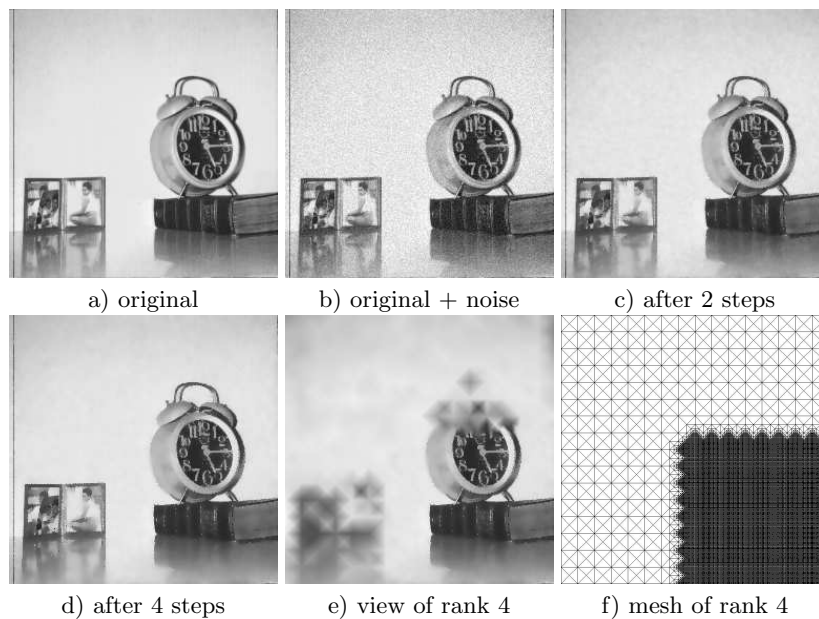 a) original
b) original + noise
c) after 2 steps
d) after 4 steps
e) view of rank 4
f) mesh of rank 4